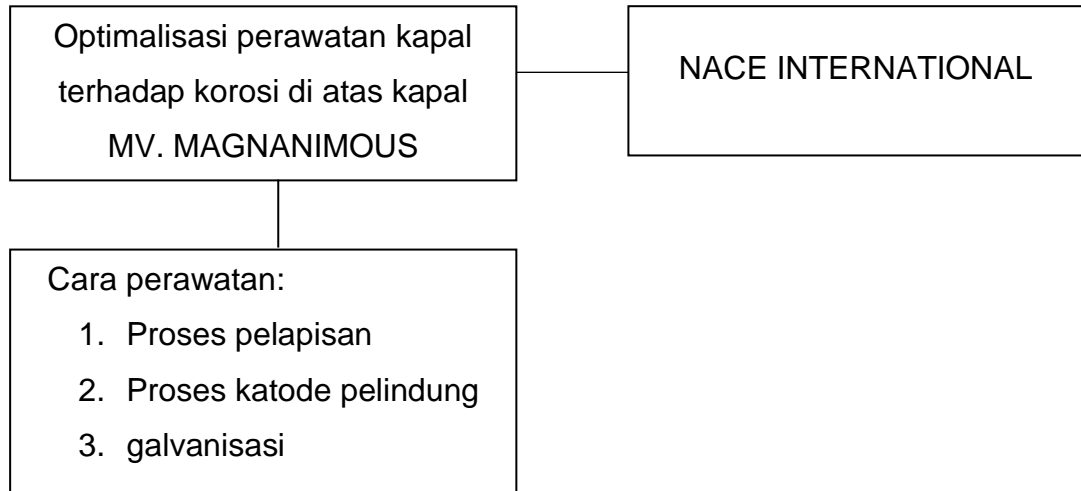 Optimalisasi perawatan kapal
terhadap korosi di atas kapal
MV. MAGNANIMOUS
NACE INTERNATIONAL
Cara perawatan:
1. Proses pelapisan
2. Proses katode pelindung
3. galvanisasi